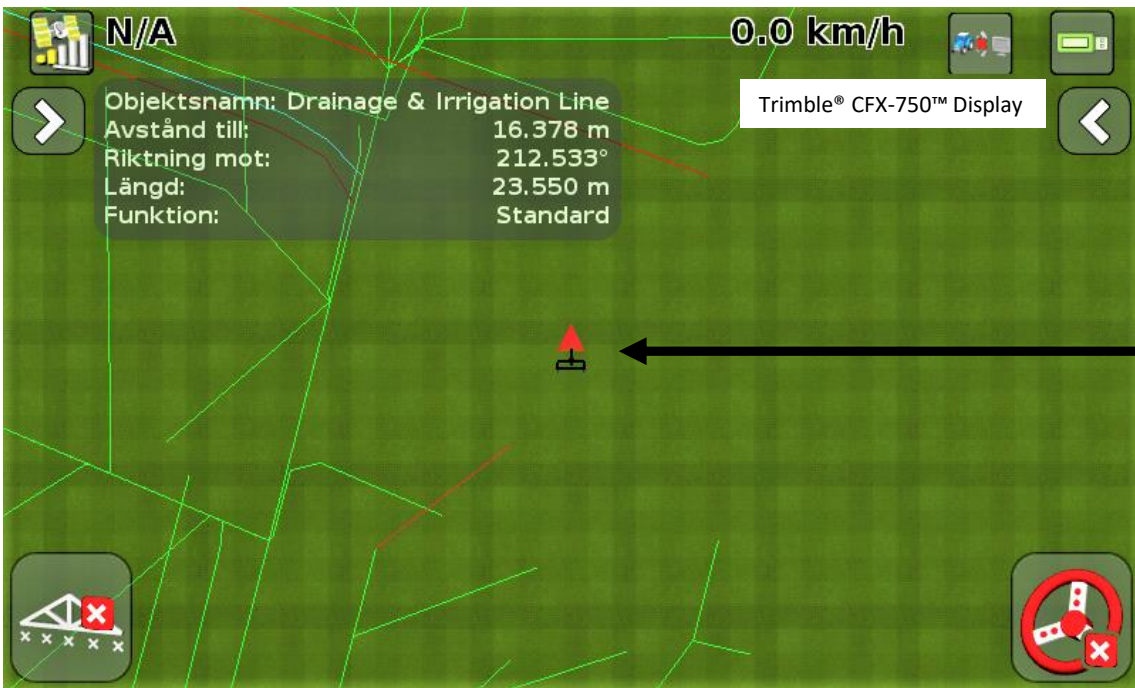 N/A
0.0 km/h
Trimble® CFX-750™ Display
Objektsnamn: Drainage & Irrigation Line
Avstånd till: 16.378 m
Riktning mot: 212.533°
Längd: 23.550 m
Funktion: Standard